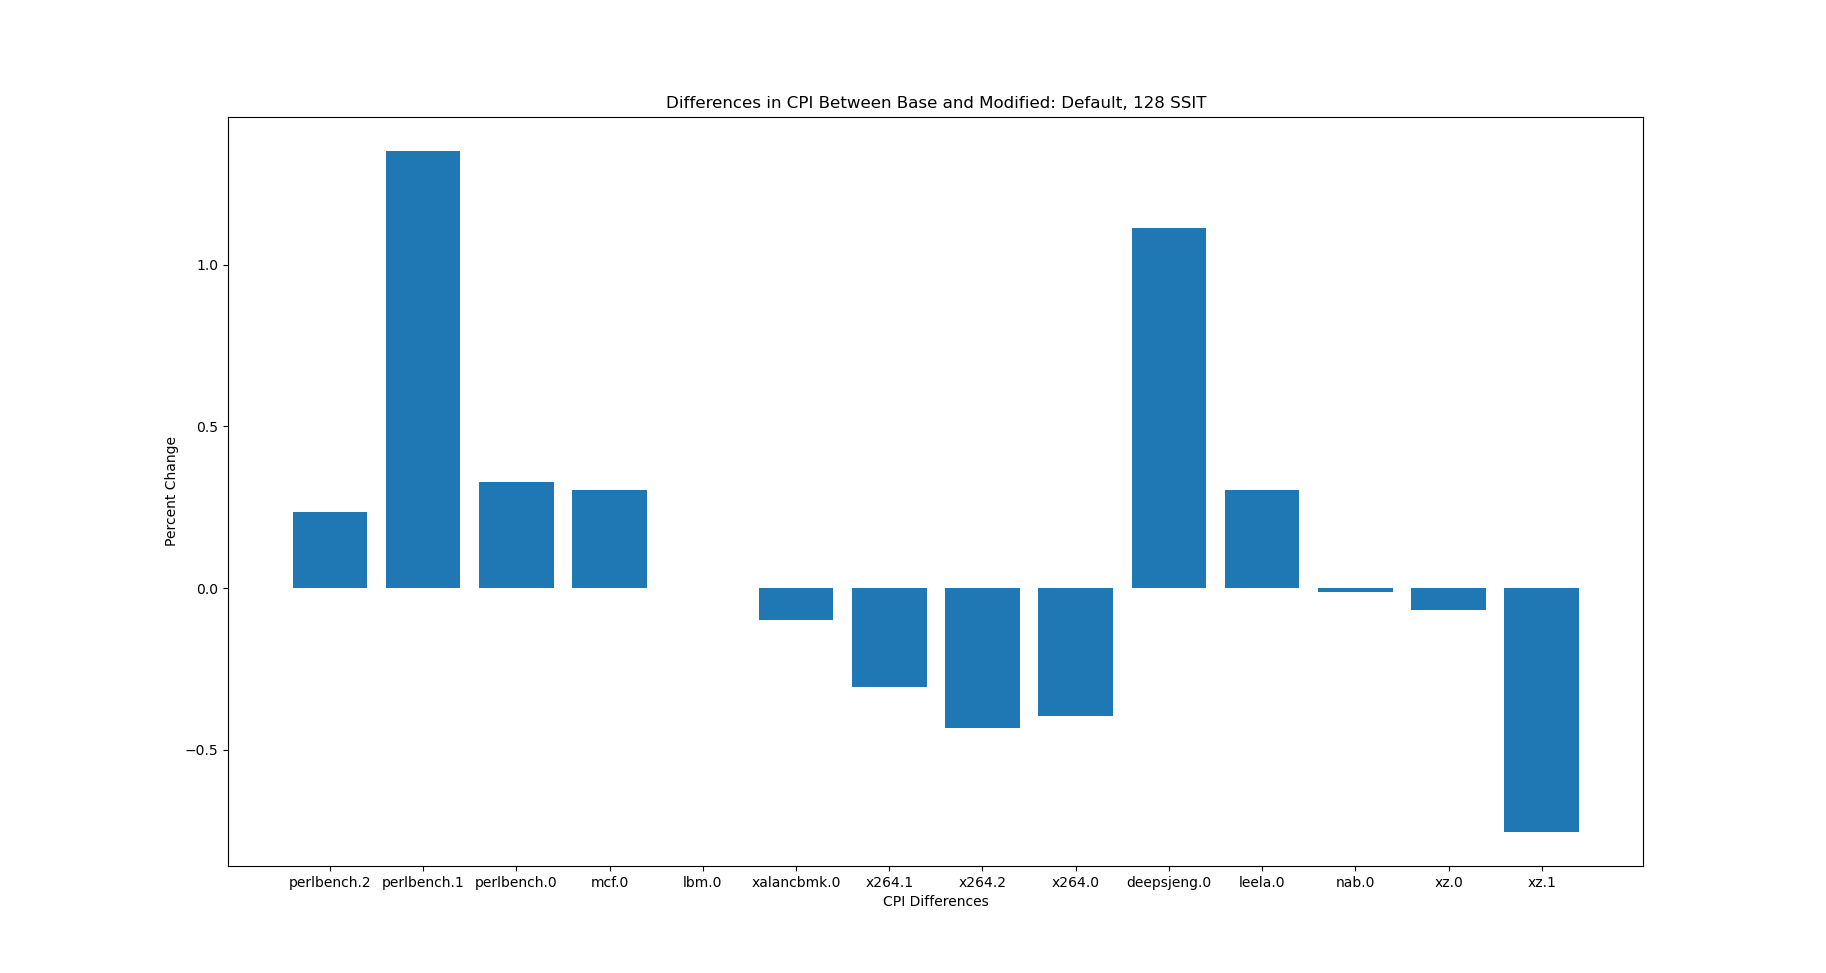 Differences in CPI Between Base and Modified: Default, 128 SSIT
Percent Change
1.0
0.5
0.0
−0.5
perlbench.2 perlbench.1 perlbench.0 mcf.0 lbm.0 xalancbmk.0 x264.1 x264.2 x264.0 deepsjeng.0 leela.0 nab.0 xz.0 xz.1
CPI Differences